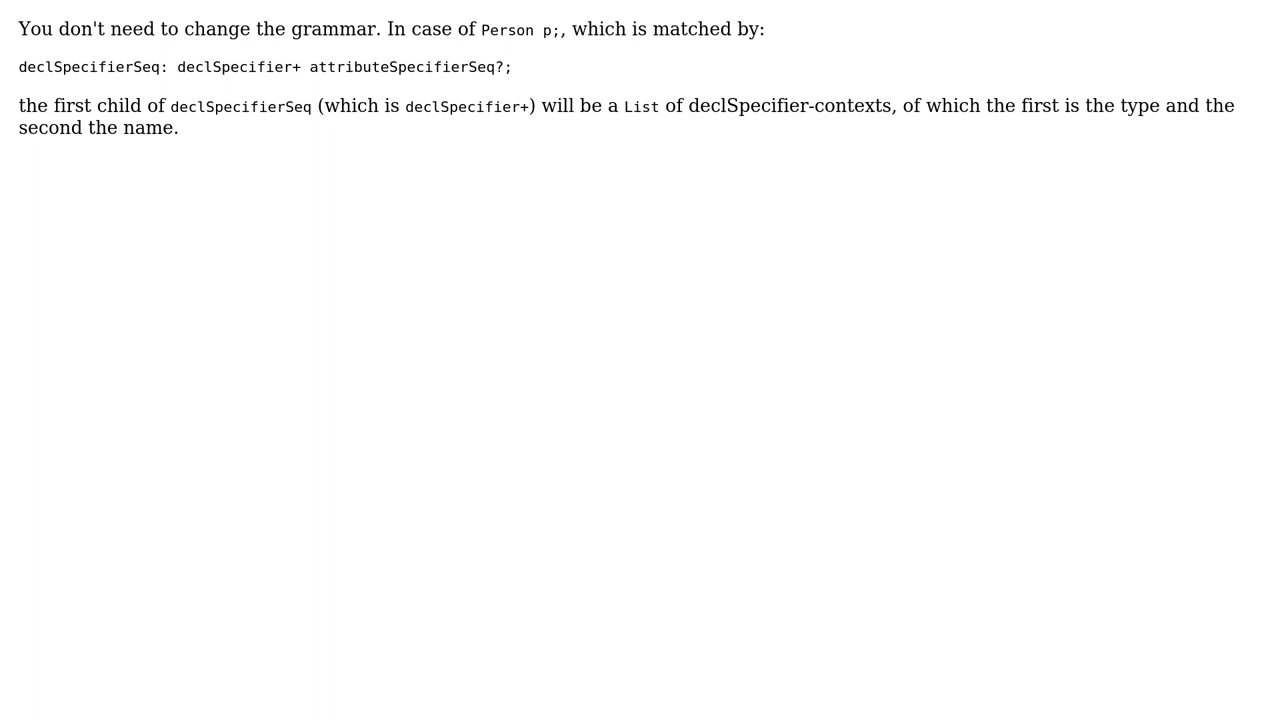 You don't need to change the grammar. In case of Person p;, which is matched by:
declSpecifierSeq: declSpecifier+ attributeSpecifierSeq?;
the first child of declSpecifierSeq (which is declSpecifier+) will be a List of declSpecifier-contexts, of which the first is the type and the
second the name.